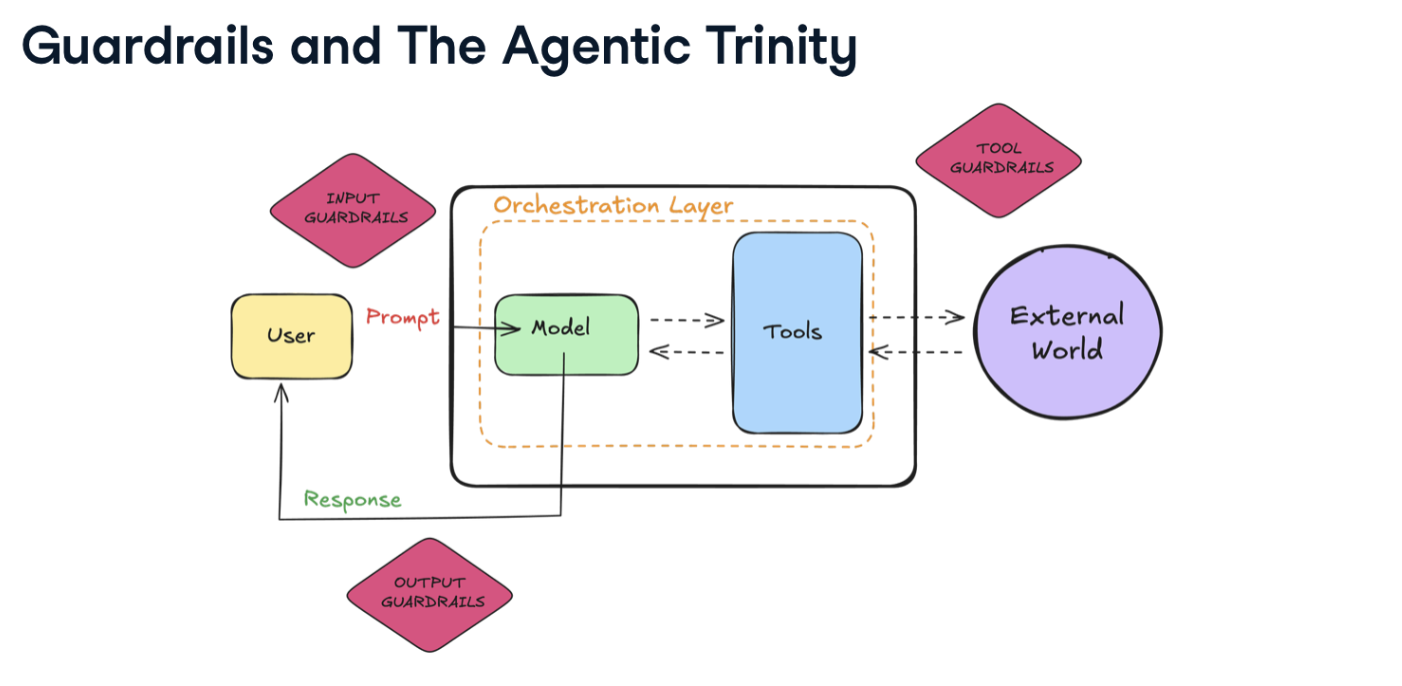 Guardrails and The Agentic Trinity
TOOL
GUARDRAILS
INPUT
GUARDRAILS
Orchestration Layer
User
Prompt
Model
Tools
External
World
Response
OUTPUT
GUARDRAILS